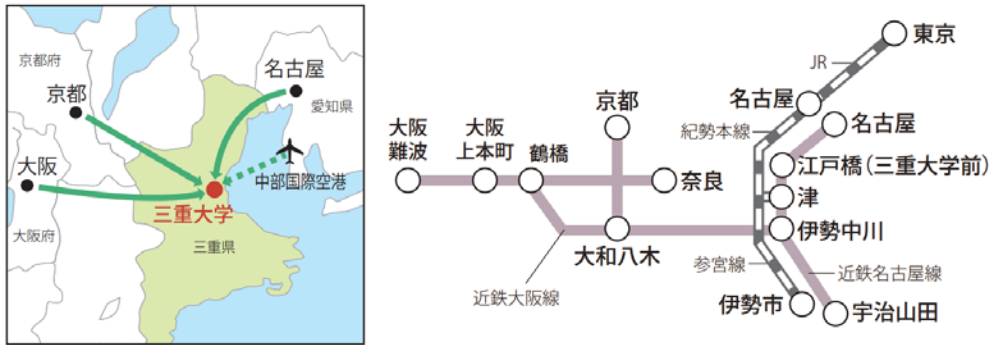 京都府
京都
名古屋
愛知県
大阪
中部国際空港
三重大学
大阪府
三重県
東京
JR
名古屋
京都
紀勢本線
名古屋
大阪
難波
大阪
上本町
鶴橋
江戸橋(三重大学前)
奈良
津
伊勢中川
大和八木
参宮線
近鉄名古屋線
近鉄大阪線
伊勢市
宇治山田